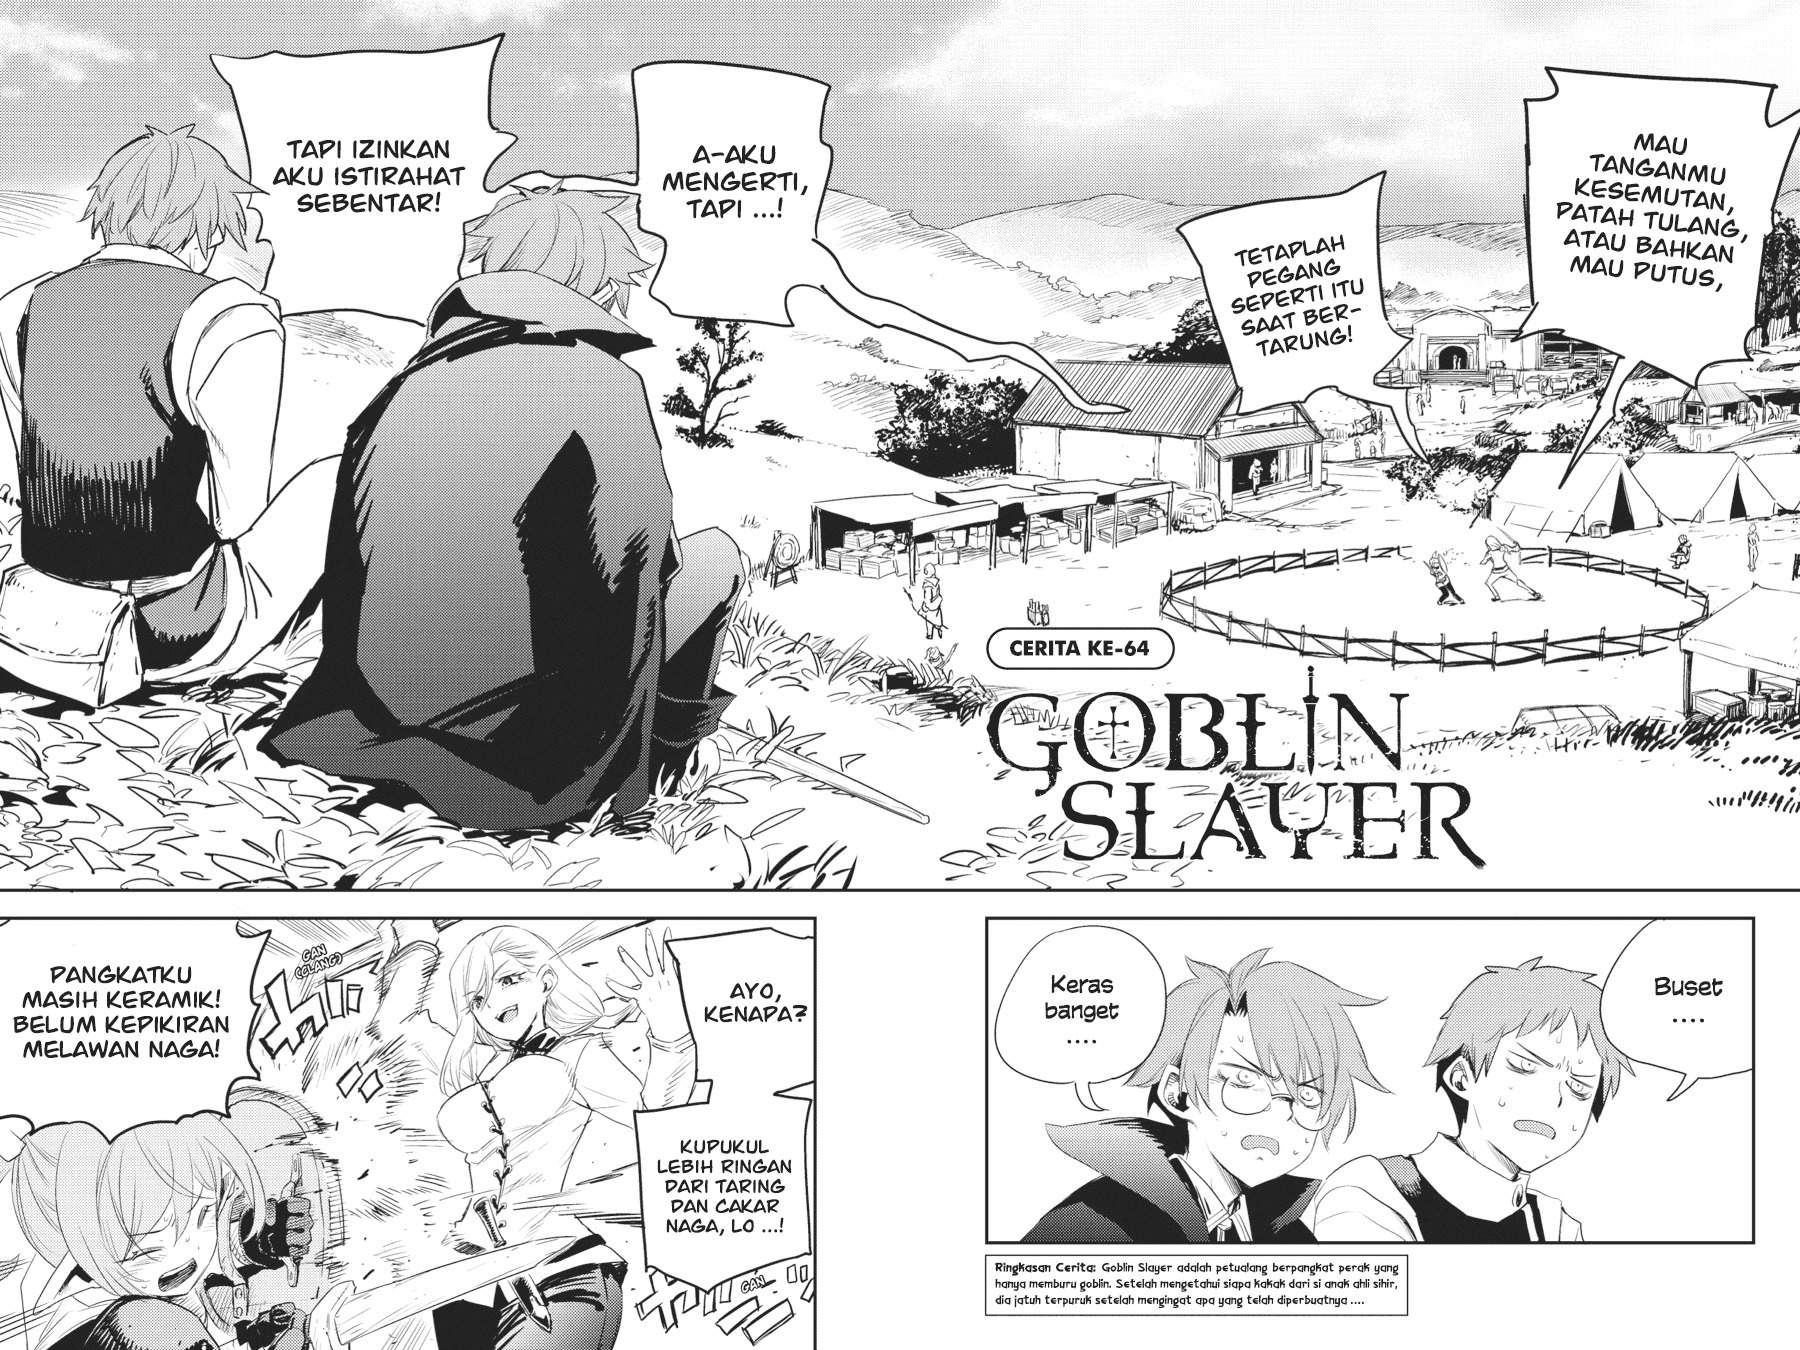 MAU
TANGANMU
KESEMUTAN,
PATAH TULANG,
ATAU BAHKAN
MAU PUTUS,
TETAPLAH
PEGANG
SEPERTI ITU
SAAT BER-
TARUNG!
A-AKU
MENGERTI,
TAPI ...!
TAPI IZINKAN
AKU ISTIRAHAT
SEBENTAR!
CERITA KE-64
GOBLIN
SLAYER
Buset
....
Keras
banget
....
Ringkasan Cerita: Goblin Slayer adalah petualang berpangkat perak yang
hanya memburu goblin. Setelah mengetahui siapa kakak dari si anak ahli sihir,
dia jatuh terpuruk setelah mengingat apa yang telah diperbuatnya ....
AYO,
KENAPA?
KUPUKUL
LEBIH RINGAN
DARI TARING
DAN CAKAR
NAGA, LO ...!
GAN
(CLANG)
GAN
PANGKATKU
MASIH KERAMIK!
BELUM KEPIKIRAN
MELAWAN NAGA!